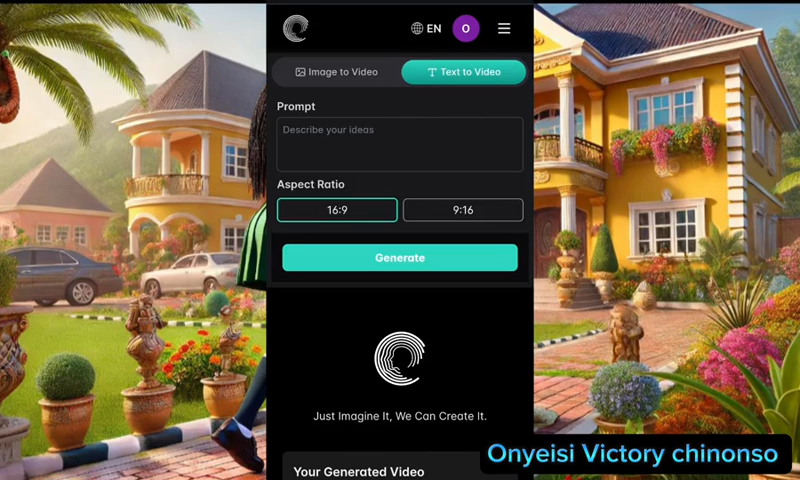 EN
O
Image to Video
Text to Video
Prompt
Describe your ideas
Aspect Ratio
16:9
9:16
Generate
Just Imagine It, We Can Create It.
Your Generated Video
Onyeisi Victory chinonso